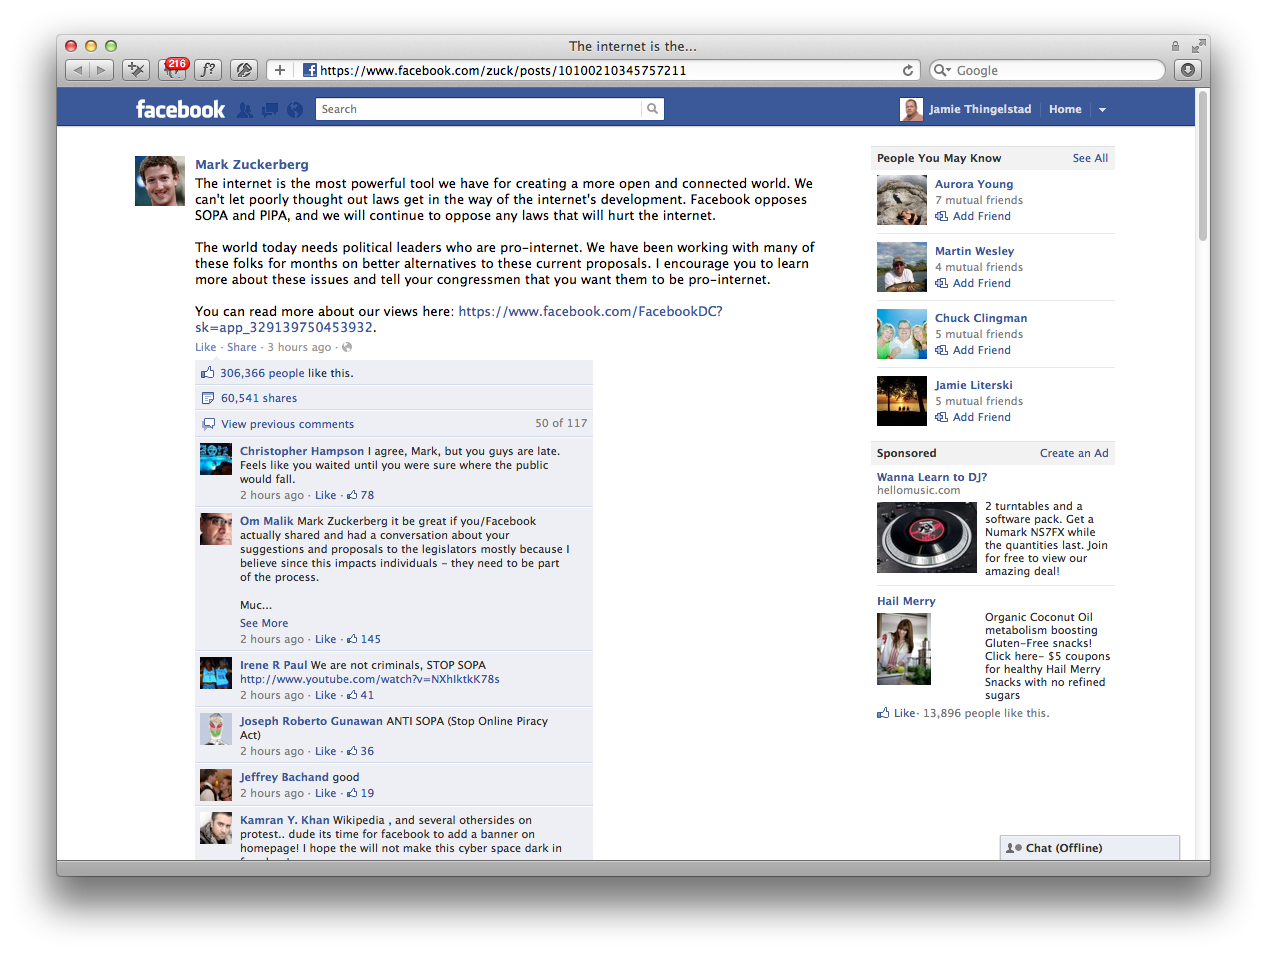 The internet is the...
216
f?
https://www.facebook.com/zuck/posts/10100210345757211
Google
facebook
Search
Jamie Thingelstad
Home
Mark Zuckerberg
The internet is the most powerful tool we have for creating a more open and connected world. We
can't let poorly thought out laws get in the way of the internet's development. Facebook opposes
SOPA and PIPA, and we will continue to oppose any laws that will hurt the internet.
The world today needs political leaders who are pro-internet. We have been working with many of
these folks for months on better alternatives to these current proposals. I encourage you to learn
more about these issues and tell your congressmen that you want them to be pro-internet.
You can read more about our views here: https://www.facebook.com/FacebookDC?
sk=app_329139750453932.
Like · Share · 3 hours ago ·
306,366 people like this.
60,541 shares
View previous comments
50 of 117
Christopher Hampson I agree, Mark, but you guys are late.
Feels like you waited until you were sure where the public
would fall.
2 hours ago · Like · 78
Om Malik Mark Zuckerberg it be great if you/Facebook
actually shared and had a conversation about your
suggestions and proposals to the legislators mostly because I
believe since this impacts individuals - they need to be part
of the process.
Muc...
See More
2 hours ago · Like · 145
Irene R Paul We are not criminals, STOP SOPA
http://www.youtube.com/watch?v=NXhlktkK78s
2 hours ago · Like · 41
Joseph Roberto Gunawan ANTI SOPA (Stop Online Piracy
Act)
2 hours ago · Like · 36
Jeffrey Bachand good
2 hours ago · Like · 19
Kamran Y. Khan Wikipedia , and several othersides on
protest.. dude its time for facebook to add a banner on
homepage! I hope the will not make this cyber space dark in
People You May Know
See All
Aurora Young
7 mutual friends
Add Friend
Martin Wesley
4 mutual friends
Add Friend
Chuck Clingman
5 mutual friends
Add Friend
Jamie Literski
5 mutual friends
Add Friend
Sponsored
Create an Ad
Wanna Learn to DJ?
hellomusic.com
2 turntables and a
software pack. Get a
Numark NS7FX while
the quantities last. Join
for free to view our
amazing deal!
Hail Merry
Organic Coconut Oil
metabolism boosting
Gluten-Free snacks!
Click here- $5 coupons
for healthy Hail Merry
Snacks with no refined
sugars
Like · 13,896 people like this.
Chat (Offline)